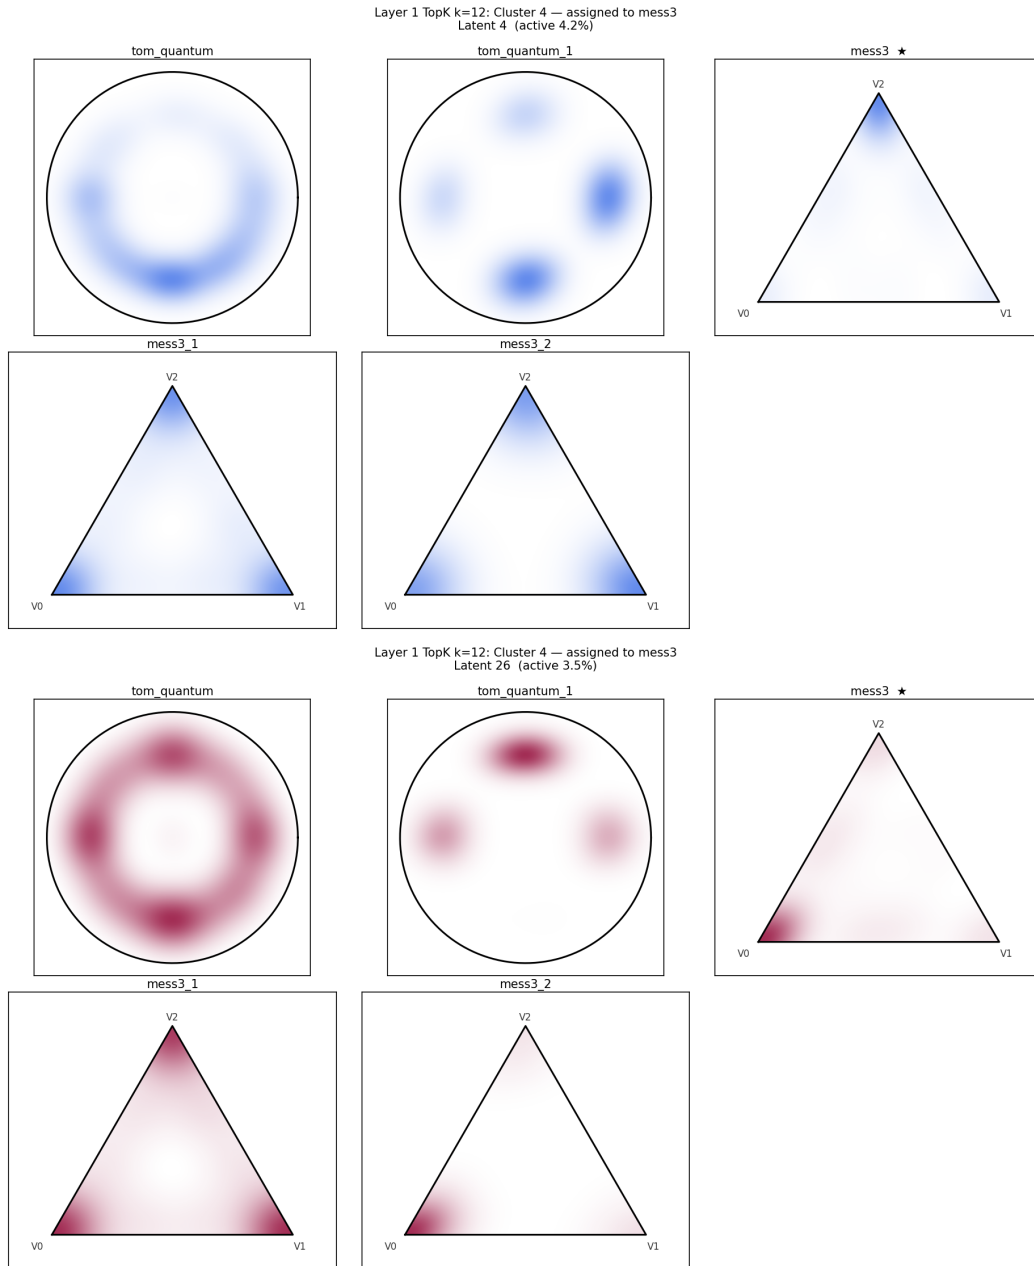 Layer 1 TopK k=12: Cluster 4 — assigned to mess3
Latent 4  (active 4.2%)
tom_quantum
tom_quantum_1
mess3 ★
V2
V0
V1
mess3_1
mess3_2
V2
V0
V1
V2
V0
V1
Layer 1 TopK k=12: Cluster 4 — assigned to mess3
Latent 26  (active 3.5%)
tom_quantum
tom_quantum_1
mess3 ★
V2
V0
V1
mess3_1
mess3_2
V2
V0
V1
V2
V0
V1